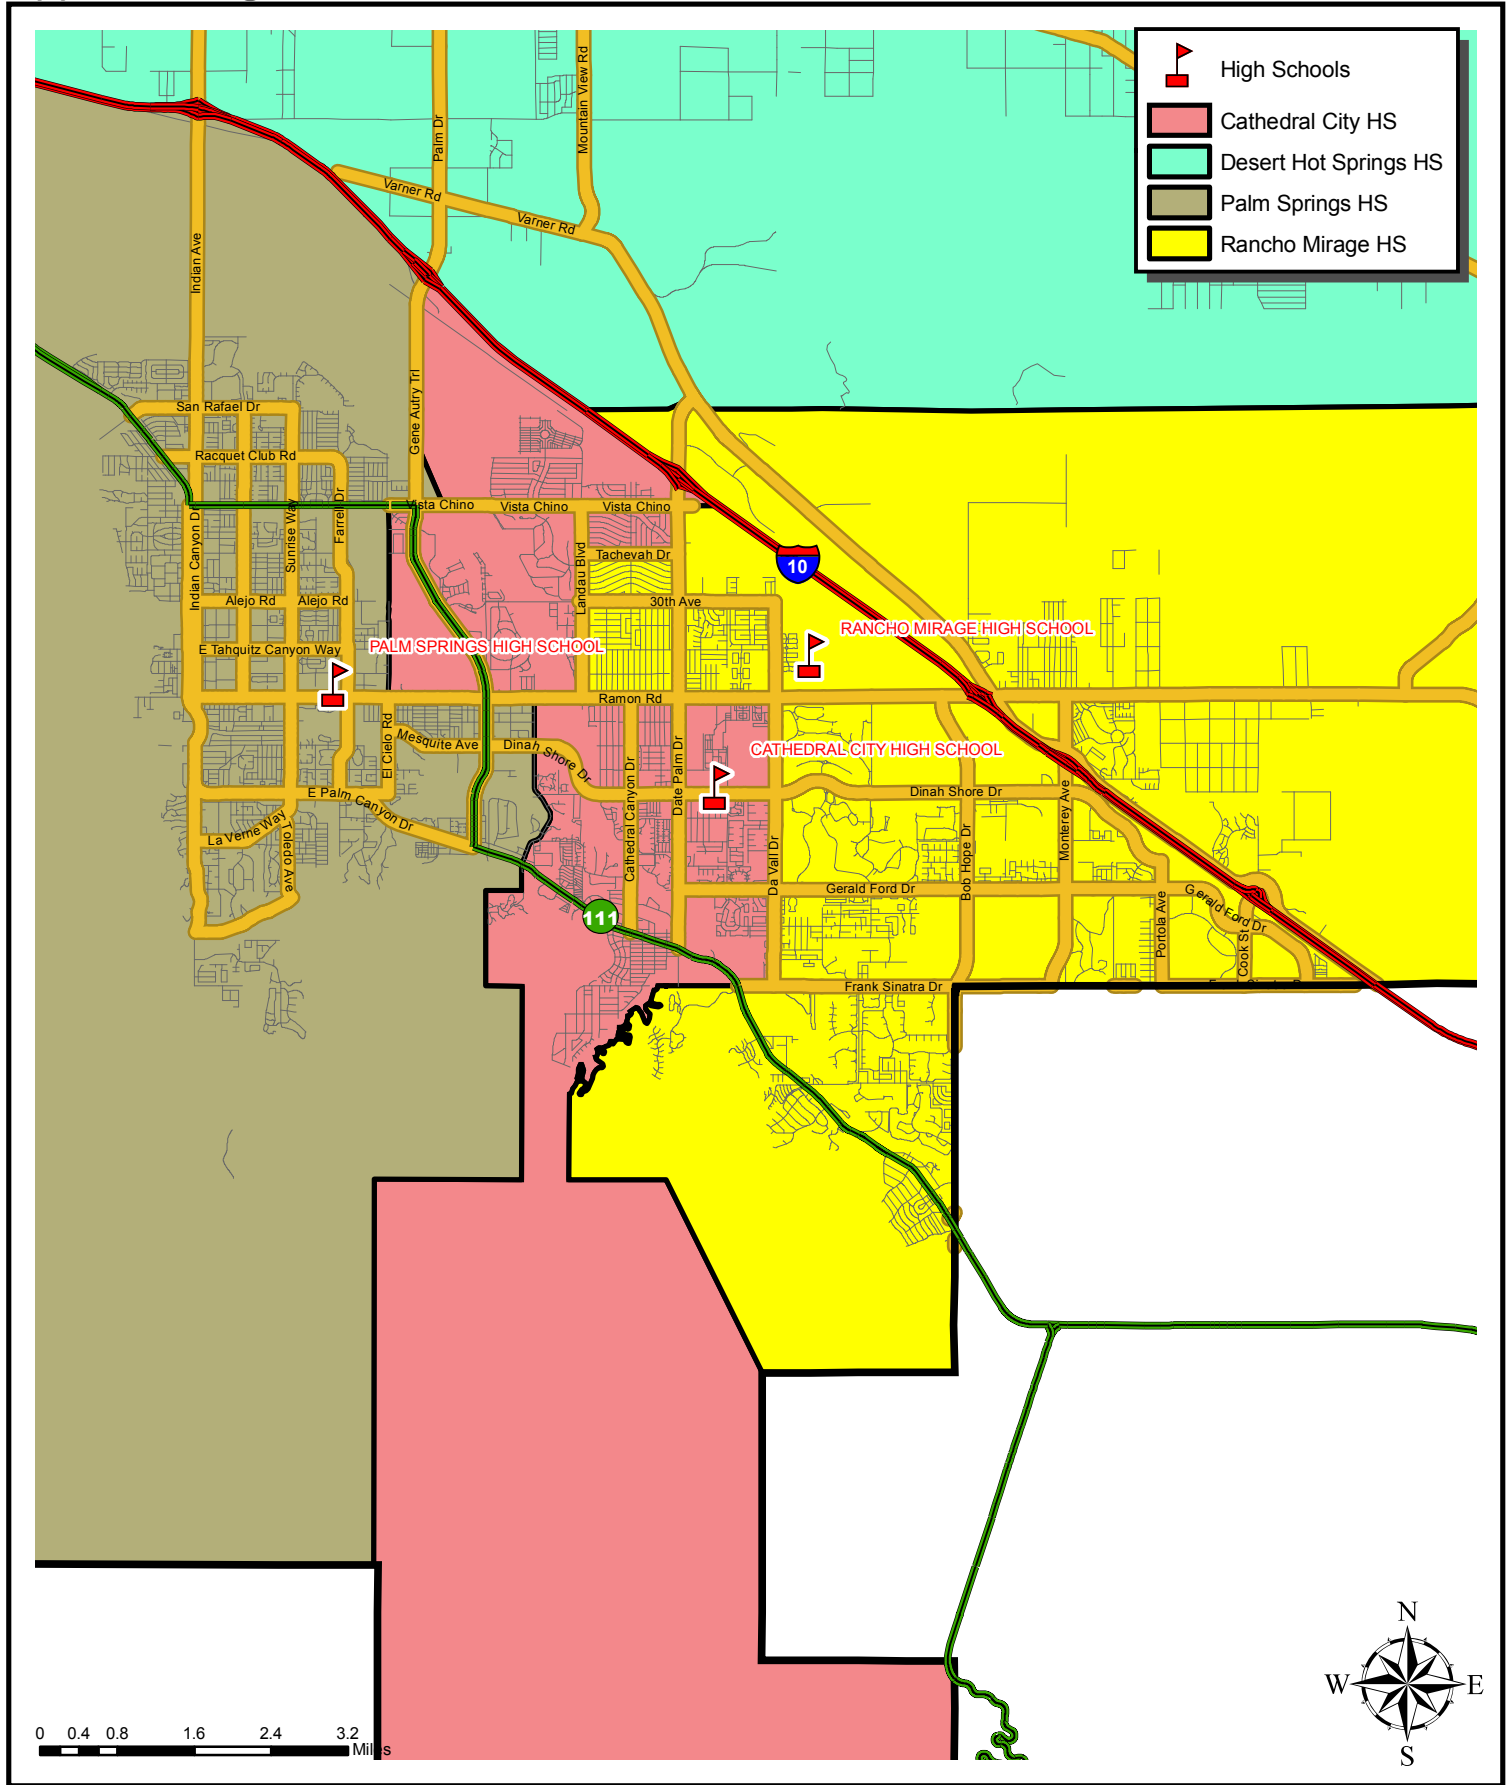 High Schools
Cathedral City HS
Desert Hot Springs HS
Palm Springs HS
Rancho Mirage HS
Mountain View Rd
Palm Dr
Varner Rd
Varner Rd
Indian Ave
Gene Autry Trl
San Rafael Dr
Racquet Club Rd
Farrell Dr
Sunrise Way
Indian Canyon Dr
Vista Chino
Vista Chino
Vista Chino
Tachevah Dr
Landau Blvd
10
Alejo Rd
Alejo Rd
30th Ave
RANCHO MIRAGE HIGH SCHOOL
PALM SPRINGS HIGH SCHOOL
E Tahquitz Canyon Way
Ramon Rd
El Cielo Rd
Mesquite Ave
Dinah Shore Dr
CATHEDRAL CITY HIGH SCHOOL
Date Palm Dr
Cathedral Canyon Dr
Dinah Shore Dr
Monterey Ave
E Palm Canyon Dr
La Verne Way
Toledo Ave
Da Vall Dr
Bob Hope Dr
Gerald Ford Dr
Gerald Ford Dr
Portola Ave
Cook St
111
Frank Sinatra Dr
N
W
E
S
0 0.4 0.8 1.6 2.4 3.2
Miles